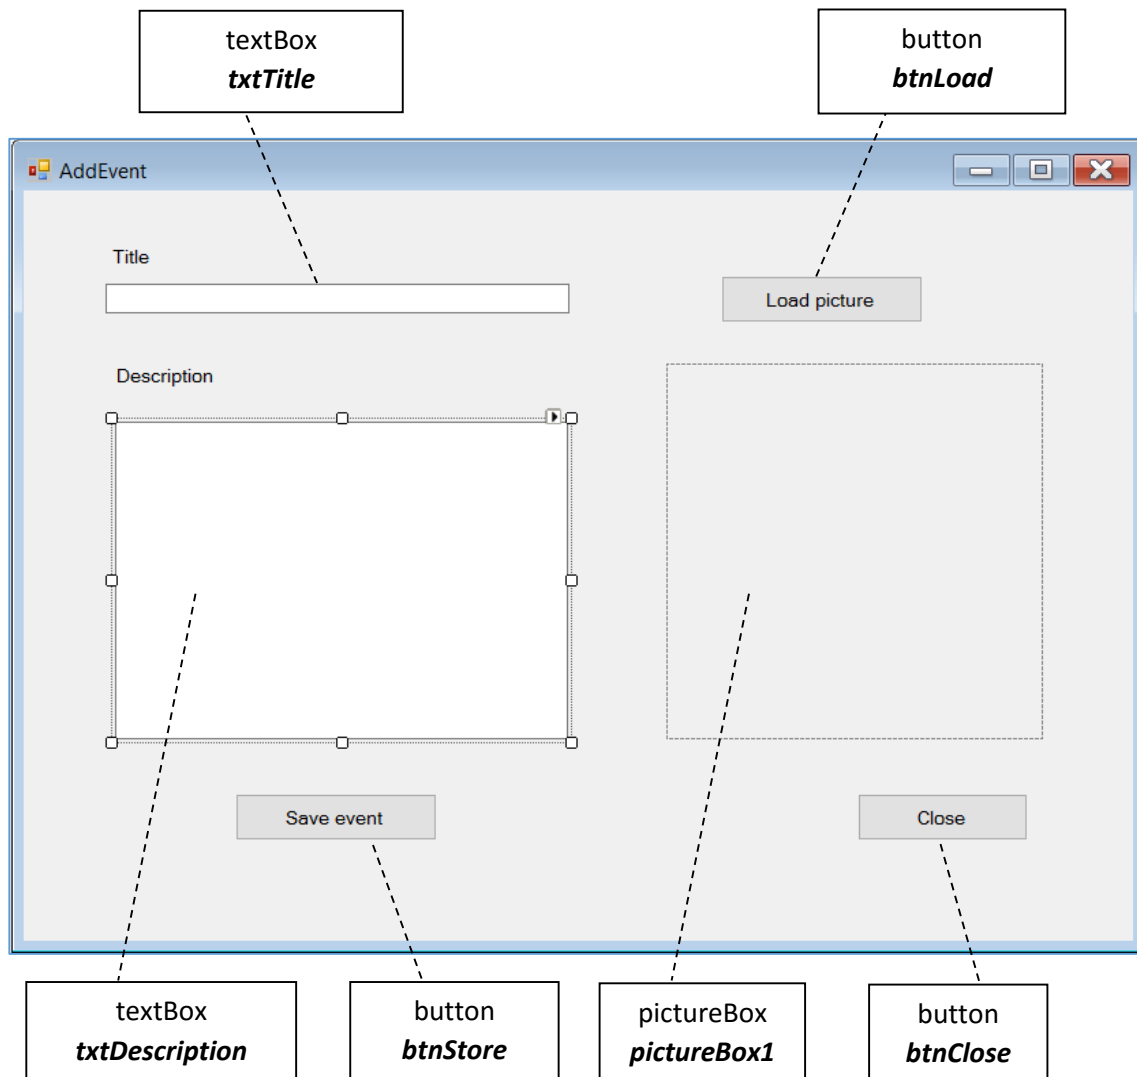 textBox
txtTitle
button
btnLoad
AddEvent
Title
Load picture
Description
Save event
Close
textBox
txtDescription
button
btnStore
pictureBox
pictureBox1
button
btnClose